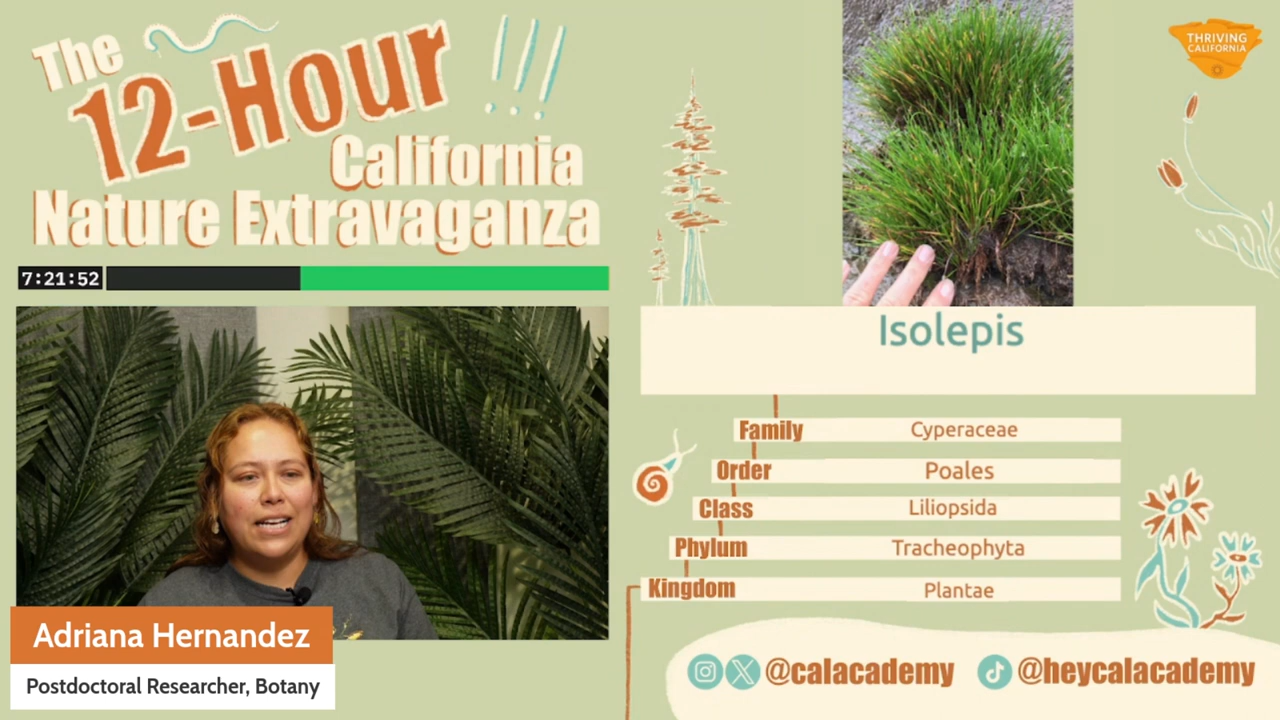 The
12-Hour !!!
California
Nature Extravaganza
7:21:52
Adriana Hernandez
Postdoctoral Researcher, Botany
THRIVING
CALIFORNIA
Isolepis
Family Cyperaceae
Order Poales
Class Liliopsida
Phylum Tracheophyta
Kingdom Plantae
@calacademy @heycalacademy